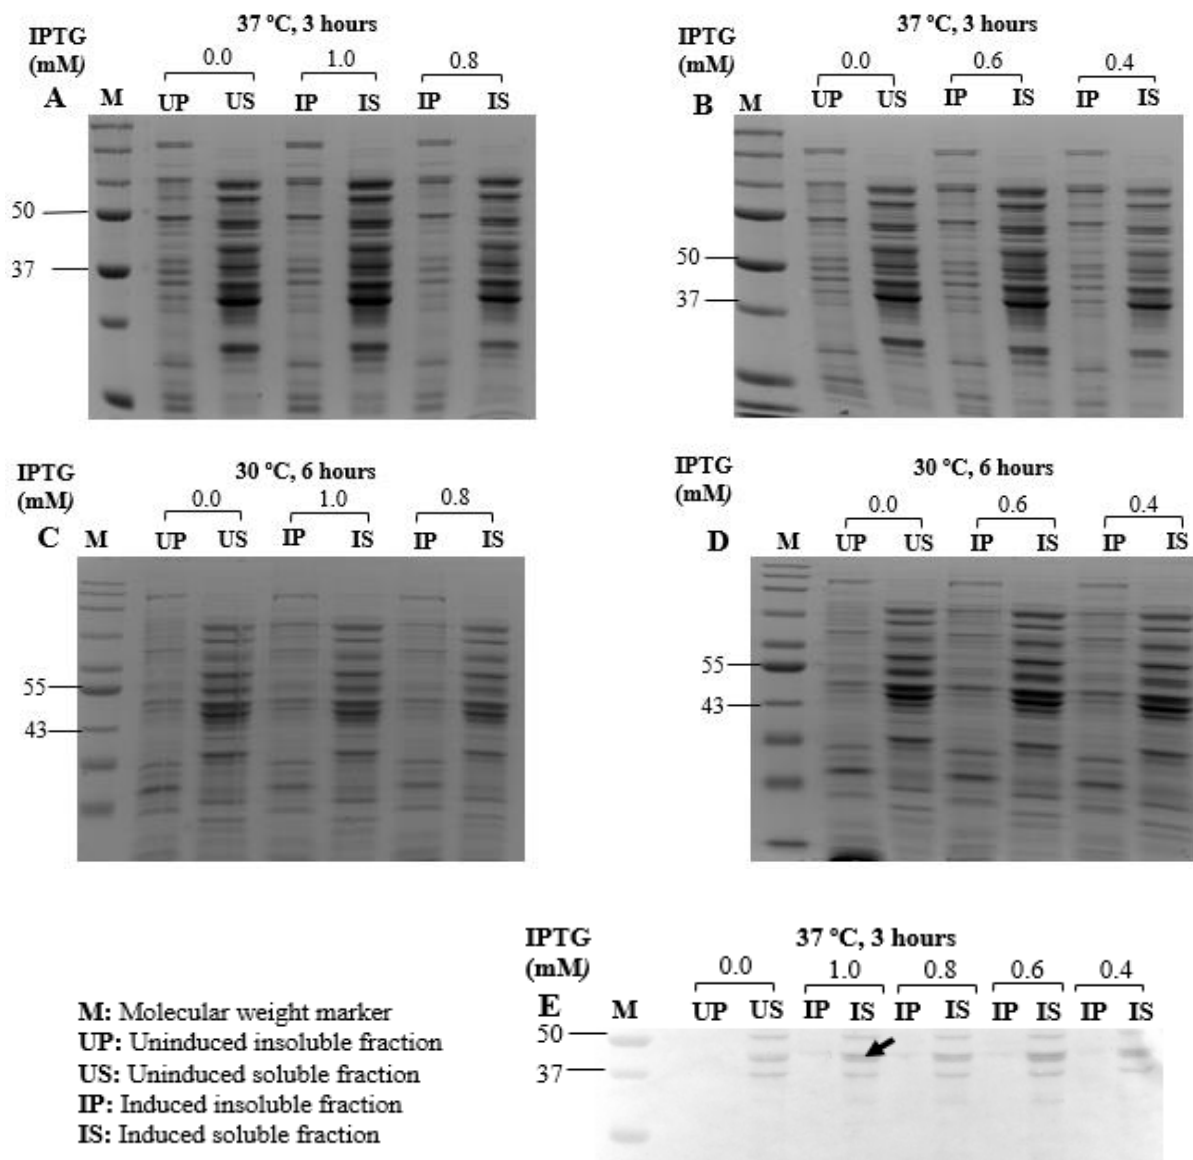 37 °C, 3 hours
IPTG
(mM)
0.0 1.0 0.8
A M UP US IP IS IP IS
50
37
37 °C, 3 hours
IPTG
(mM)
0.0 0.6 0.4
B M UP US IP IS IP IS
50
37
30 °C, 6 hours
IPTG
(mM)
0.0 1.0 0.8
C M UP US IP IS IP IS
55
43
30 °C, 6 hours
IPTG
(mM)
0.0 0.6 0.4
D M UP US IP IS IP IS
55
43
37 °C, 3 hours
IPTG
(mM)
0.0 1.0 0.8 0.6 0.4
E M UP US IP IS IP IS IP IS IP IS
50
37
M: Molecular weight marker
UP: Uninduced insoluble fraction
US: Uninduced soluble fraction
IP: Induced insoluble fraction
IS: Induced soluble fraction